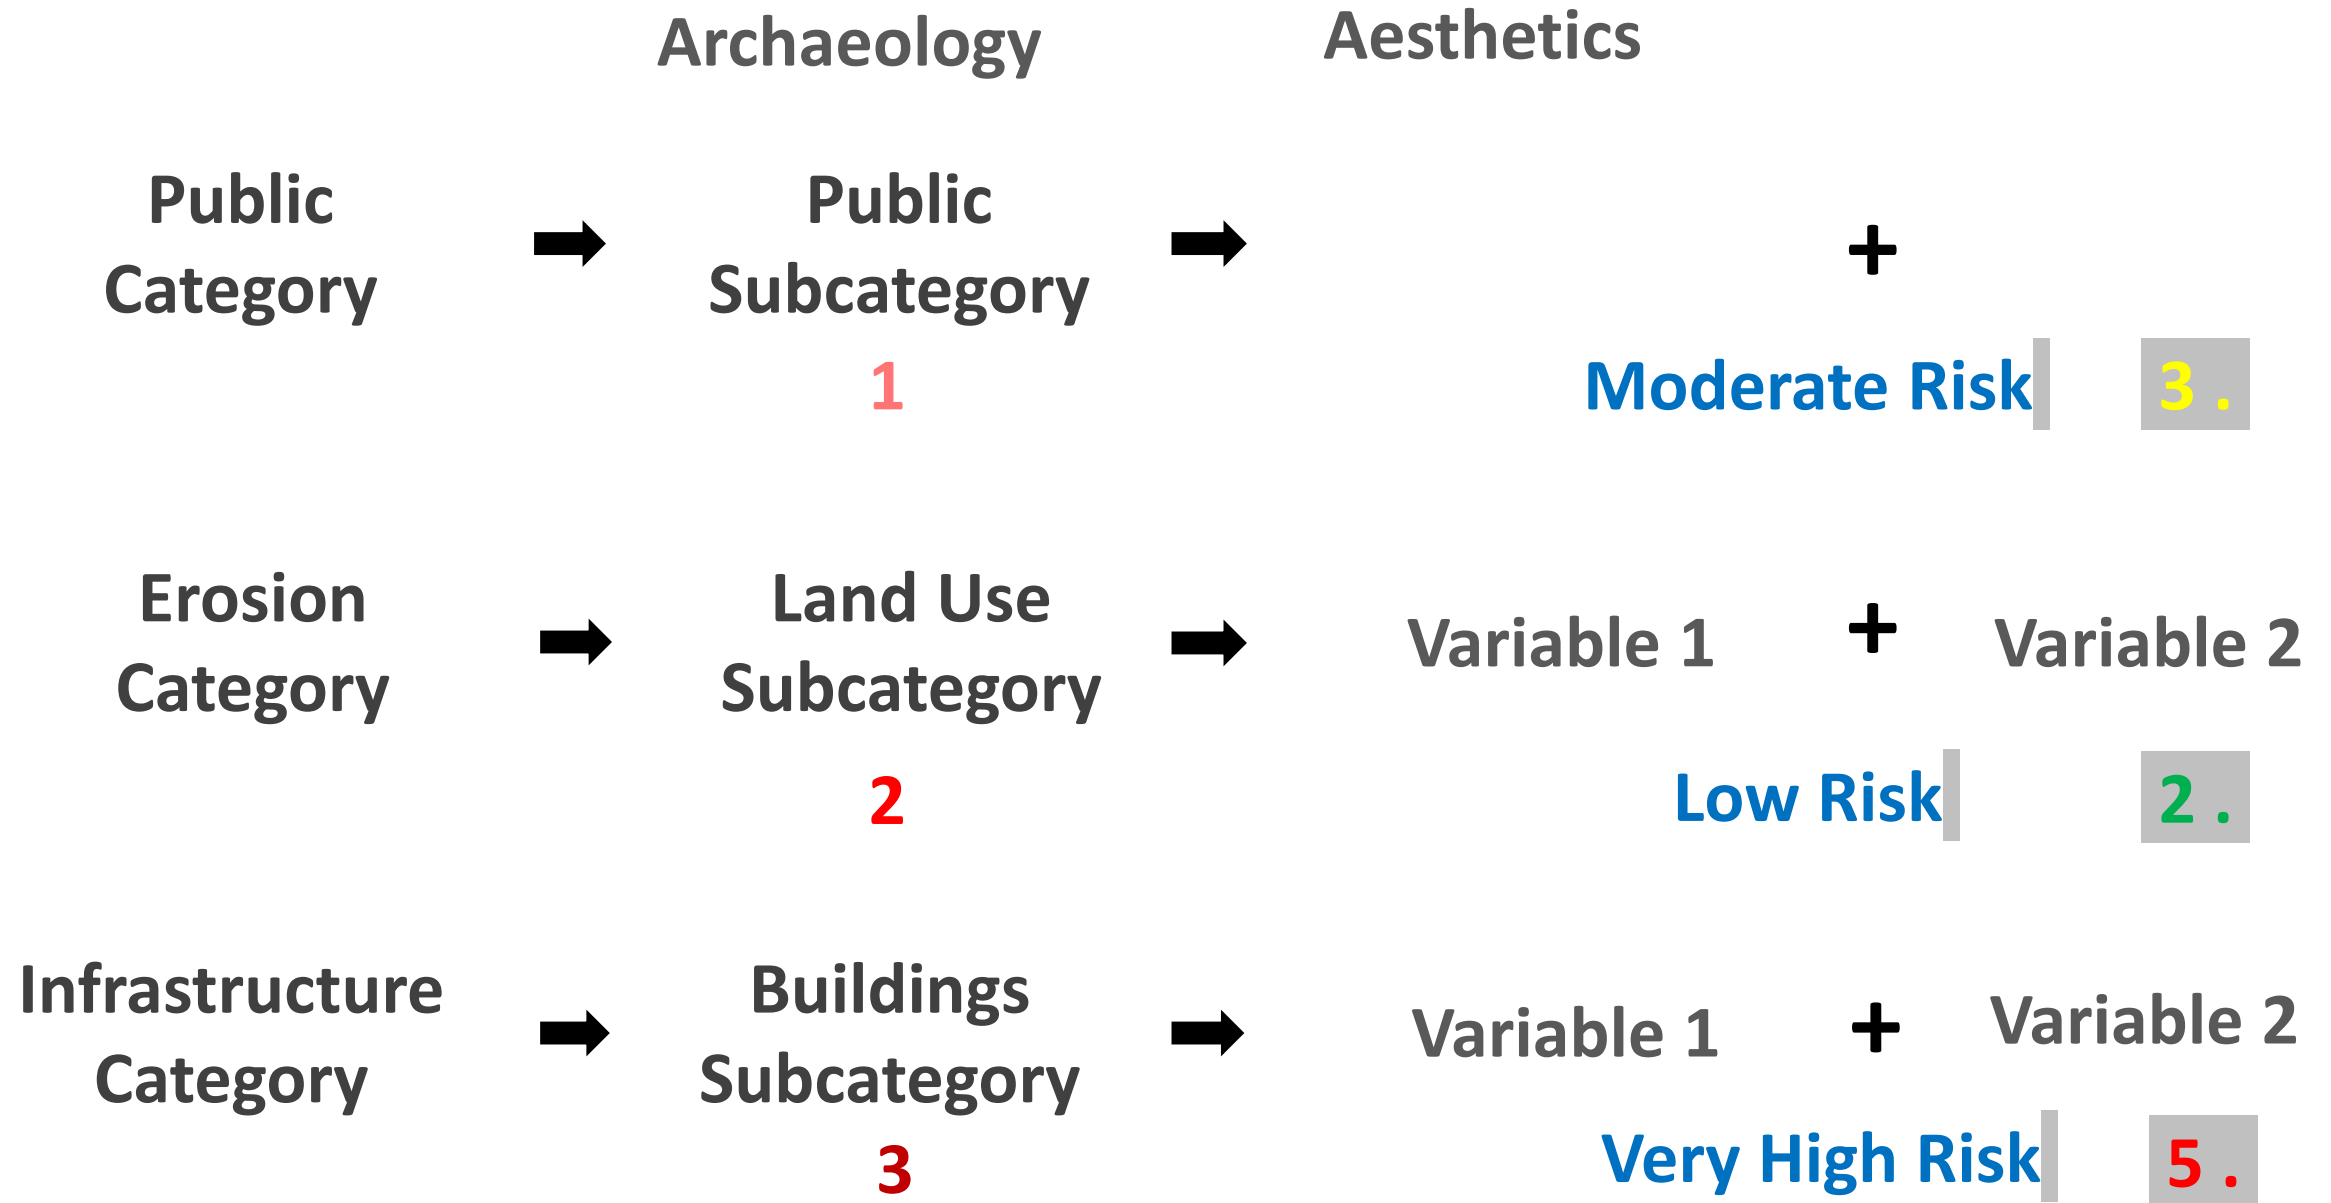 Archaeology Aesthetics
Public
Category
Public
Subcategory
+
1
Moderate Risk 3 .
Erosion
Category
Land Use
Subcategory
Variable 1 + Variable 2
2
Low Risk 2 .
Infrastructure
Category
Buildings
Subcategory
Variable 1 + Variable 2
3
Very High Risk 5 .